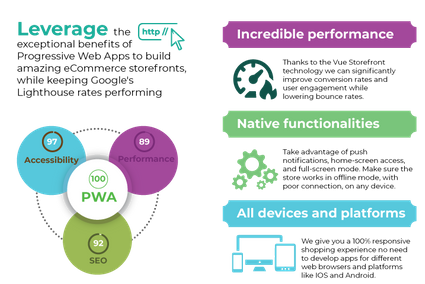 Leverage the
http //
exceptional benefits of
Progressive Web Apps to build
amazing eCommerce storefronts,
while keeping Google's
Lighthouse rates performing
97
Accessibility
89
Performance
100
PWA
92
SEO
Incredible performance
Thanks to the Vue Storefront
technology we can significantly
improve conversion rates and
user engagement while
lowering bounce rates.
Native functionalities
Take advantage of push
notifications, home-screen access,
and full-screen mode. Make sure the
store works in offline mode, with
poor connection, on any device.
All devices and platforms
We give you a 100% responsive
shopping experience no need
to develop apps for different
web browsers and platforms
like IOS and Android.